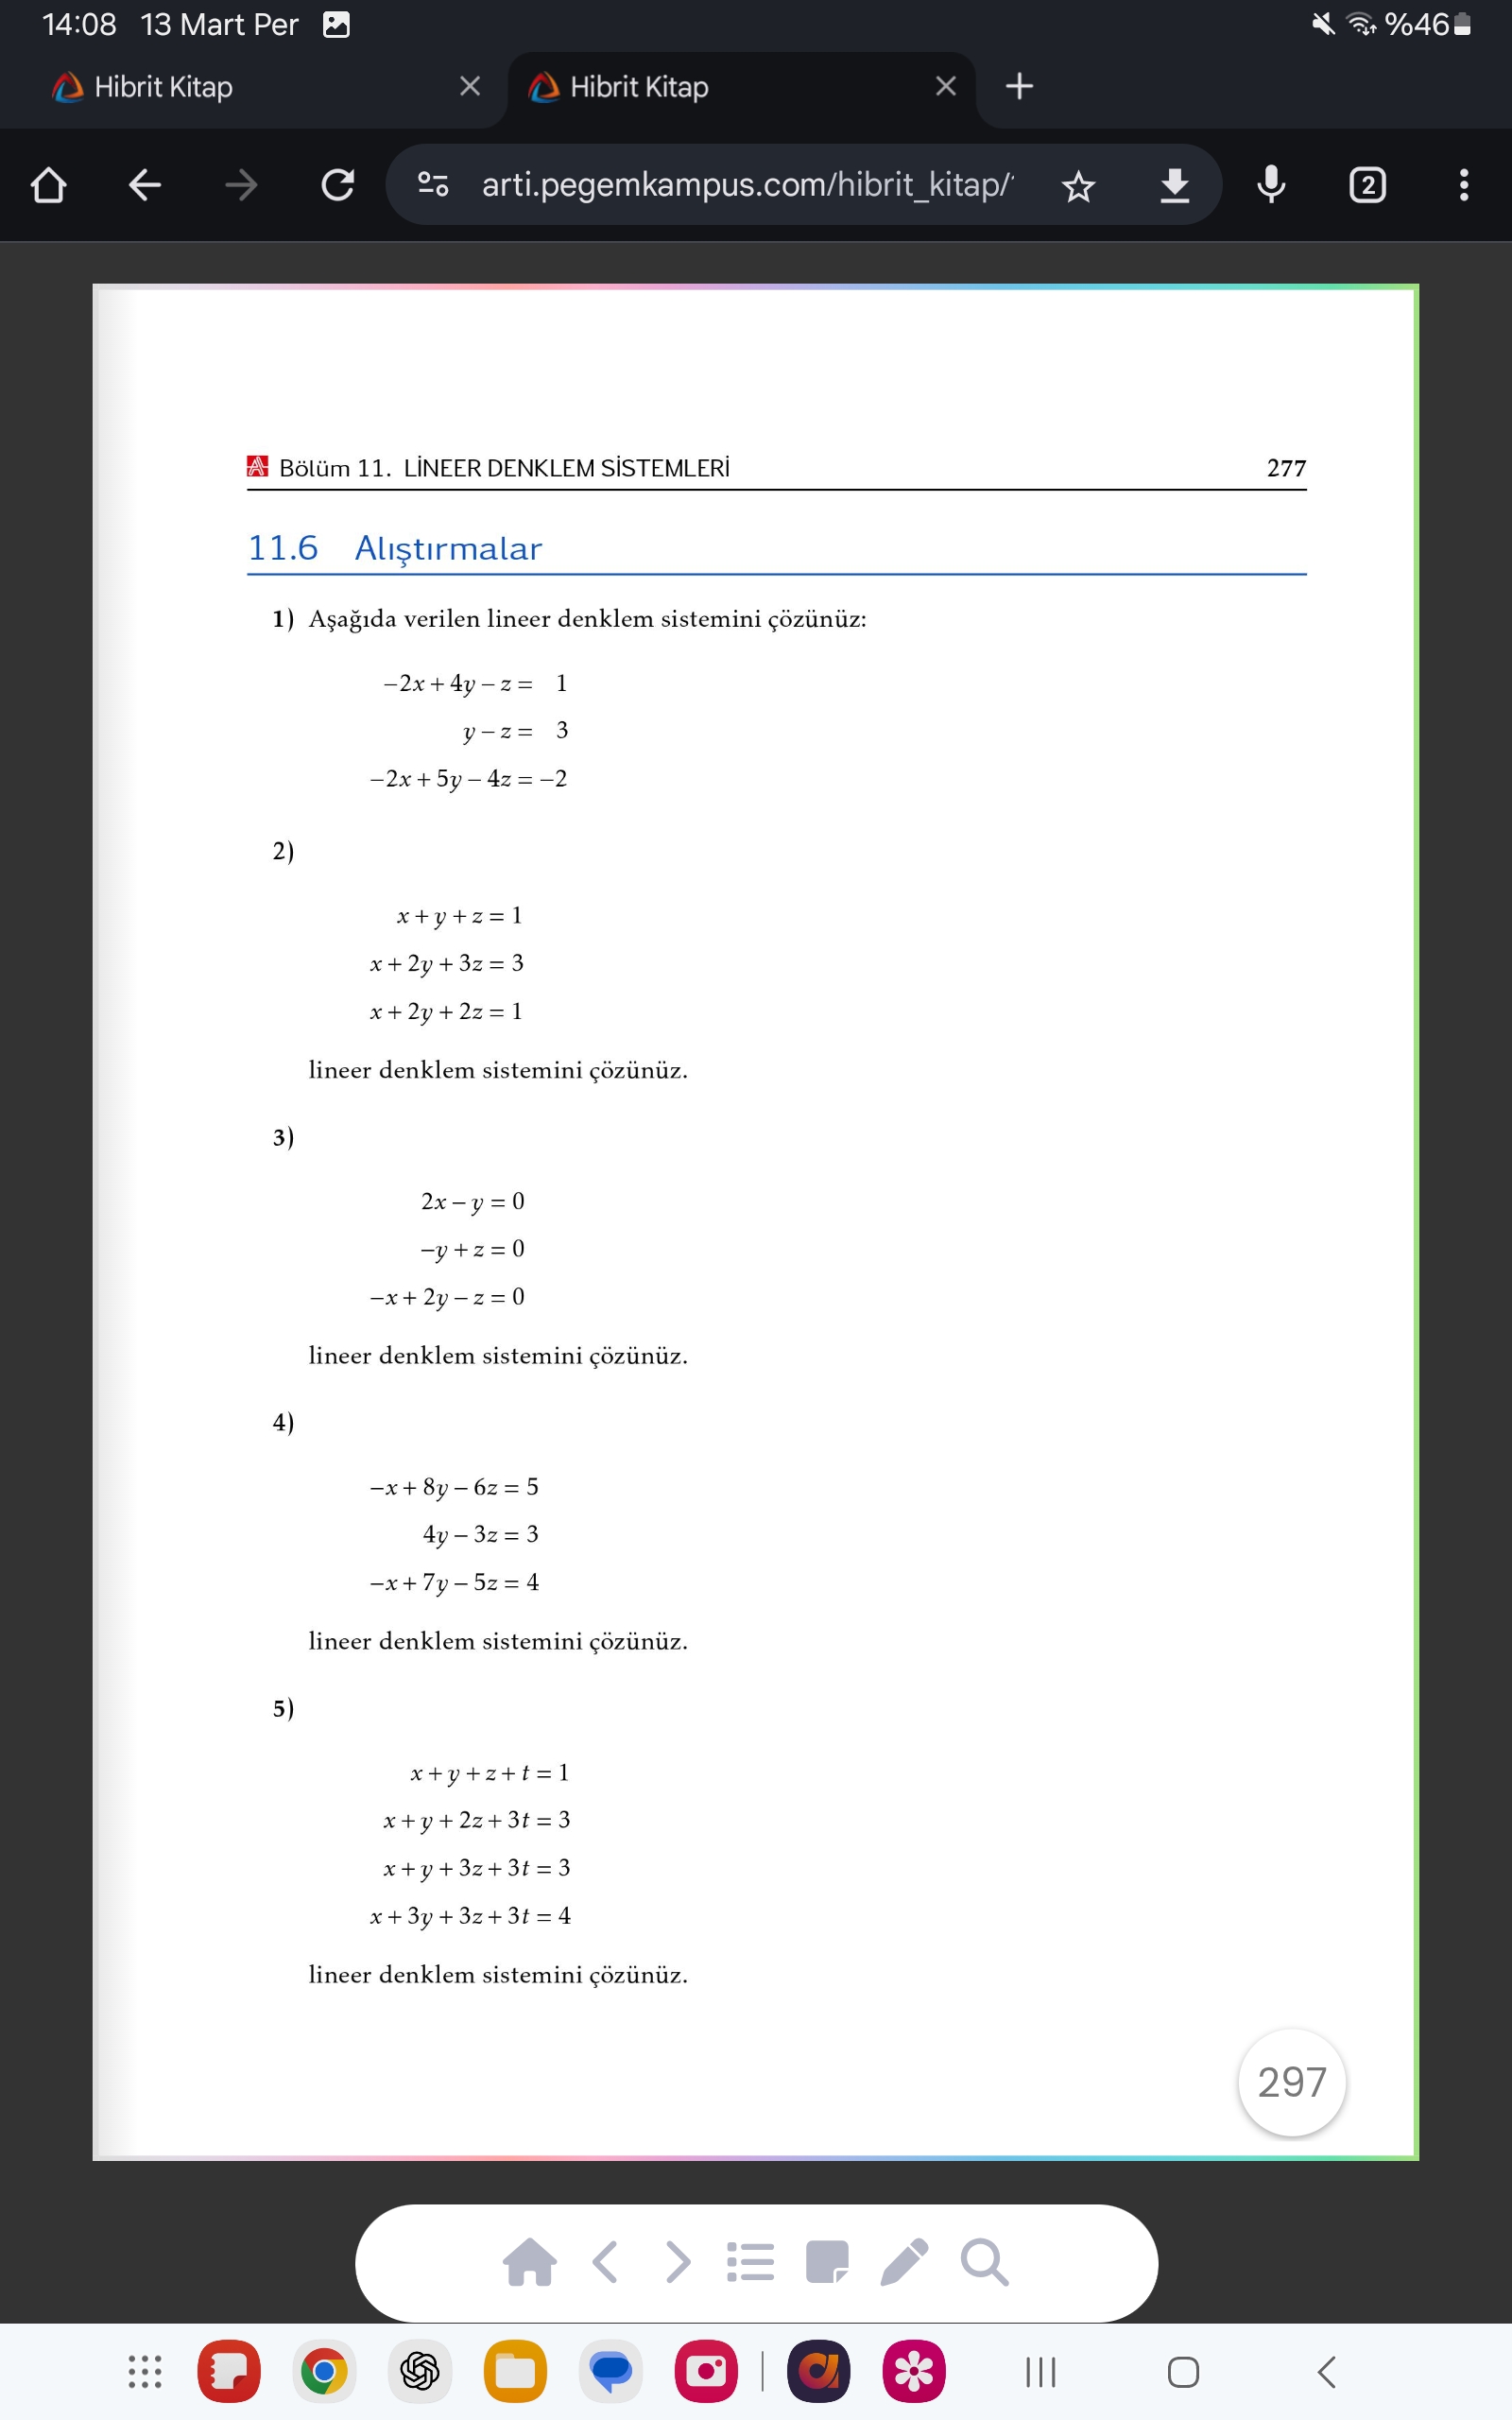 14:08 13 Mart Per %46
Hibrit Kitap Hibrit Kitap
arti.pegemkampus.com/hibrit_kitap/ 2
Bölüm 11. LİNEER DENKLEM SİSTEMLERİ 277
11.6 Alıştırmalar
1) Aşağıda verilen lineer denklem sistemini çözünüz:
−2x + 4y − z = 1
y − z = 3
−2x + 5y − 4z = −2
2)
x + y + z = 1
x + 2y + 3z = 3
x + 2y + 2z = 1
lineer denklem sistemini çözünüz.
3)
2x − y = 0
−y + z = 0
−x + 2y − z = 0
lineer denklem sistemini çözünüz.
4)
−x + 8y − 6z = 5
4y − 3z = 3
−x + 7y − 5z = 4
lineer denklem sistemini çözünüz.
5)
x + y + z + t = 1
x + y + 2z + 3t = 3
x + y + 3z + 3t = 3
x + 3y + 3z + 3t = 4
lineer denklem sistemini çözünüz.
297